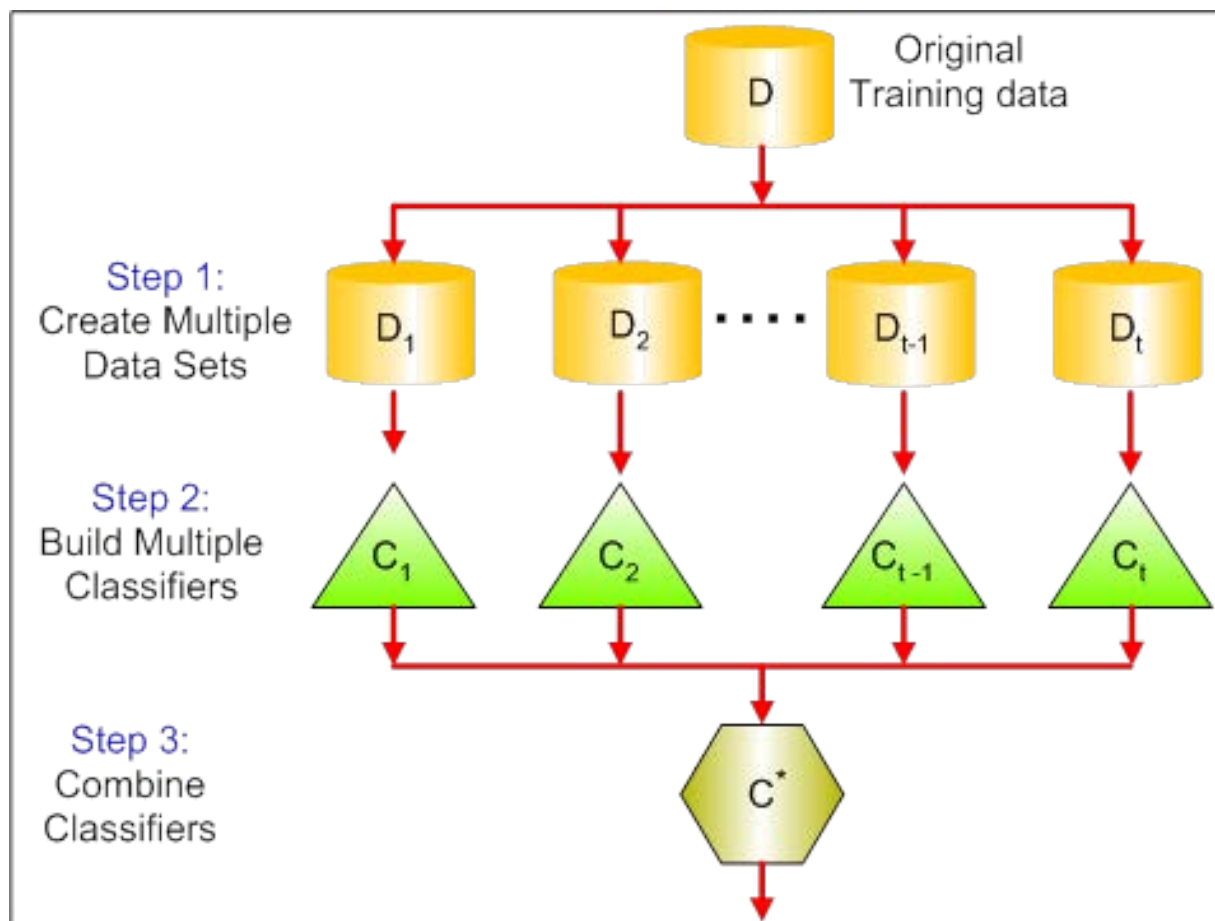 D
Original
Training data
Step 1:
Create Multiple
Data Sets
D1
D2
....
Dt-1
Dt
Step 2:
Build Multiple
Classifiers
C1
C2
Ct -1
Ct
Step 3:
Combine
Classifiers
C*